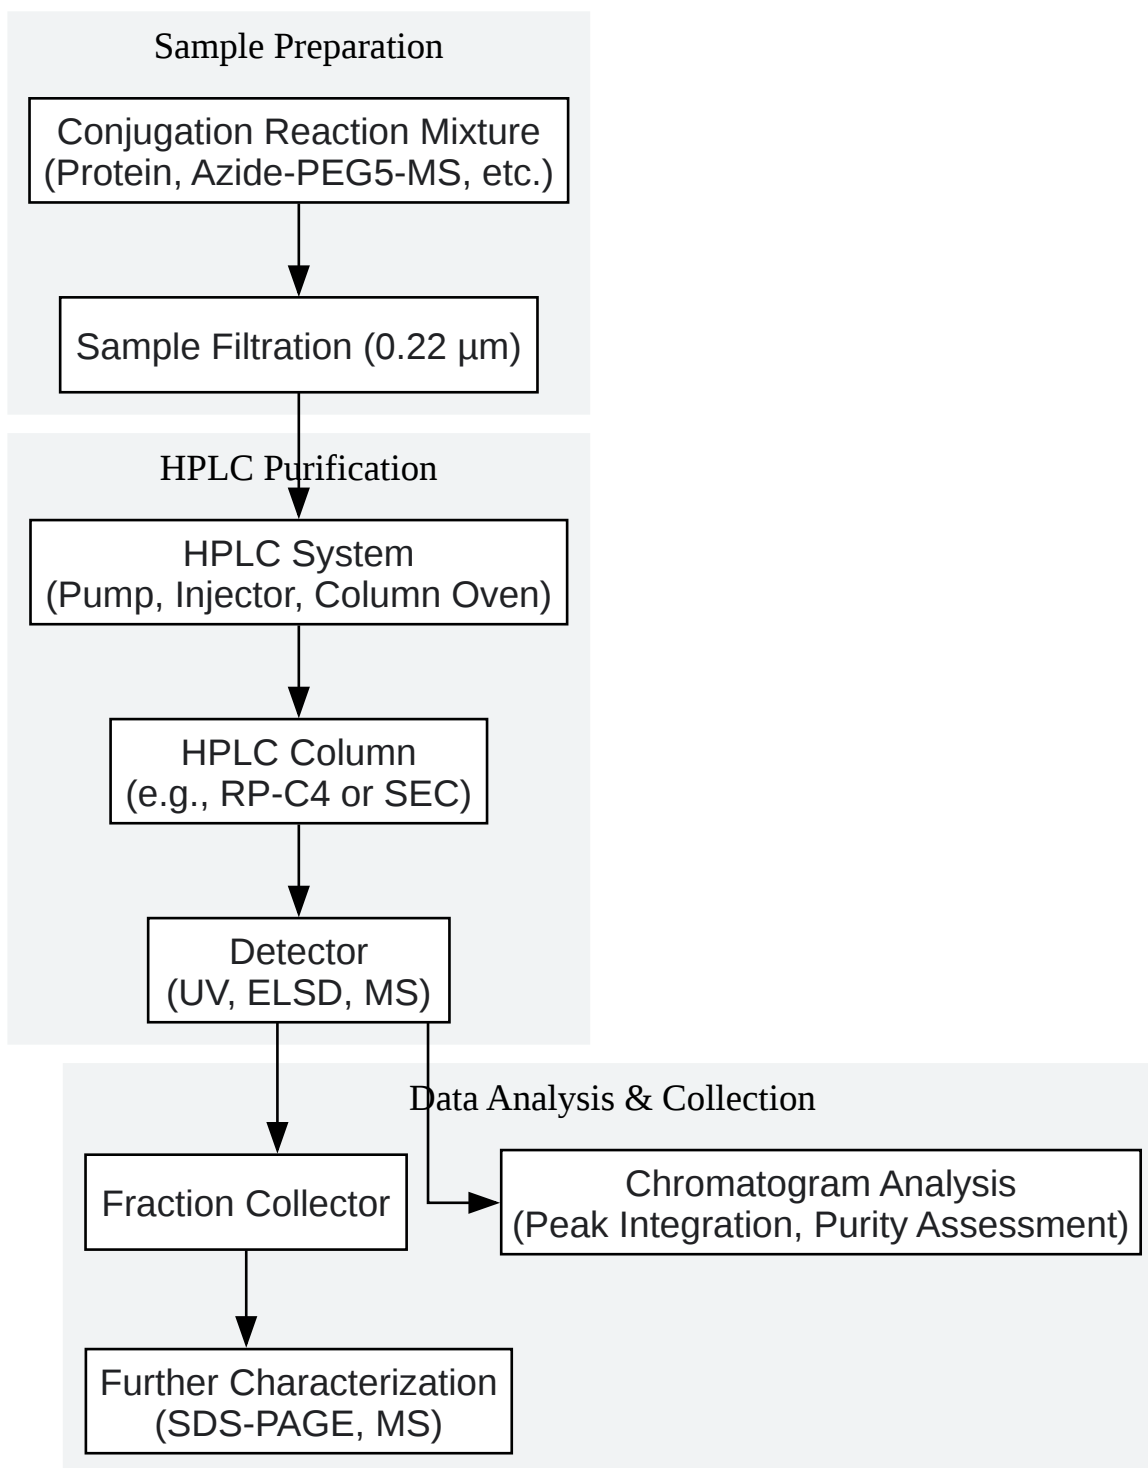 Sample Preparation
Conjugation Reaction Mixture
(Protein, Azide-PEG5-MS, etc.)
Sample Filtration (0.22 µm)
HPLC Purification
HPLC System
(Pump, Injector, Column Oven)
HPLC Column
(e.g., RP-C4 or SEC)
Detector
(UV, ELSD, MS)
Data Analysis & Collection
Fraction Collector
Chromatogram Analysis
(Peak Integration, Purity Assessment)
Further Characterization
(SDS-PAGE, MS)